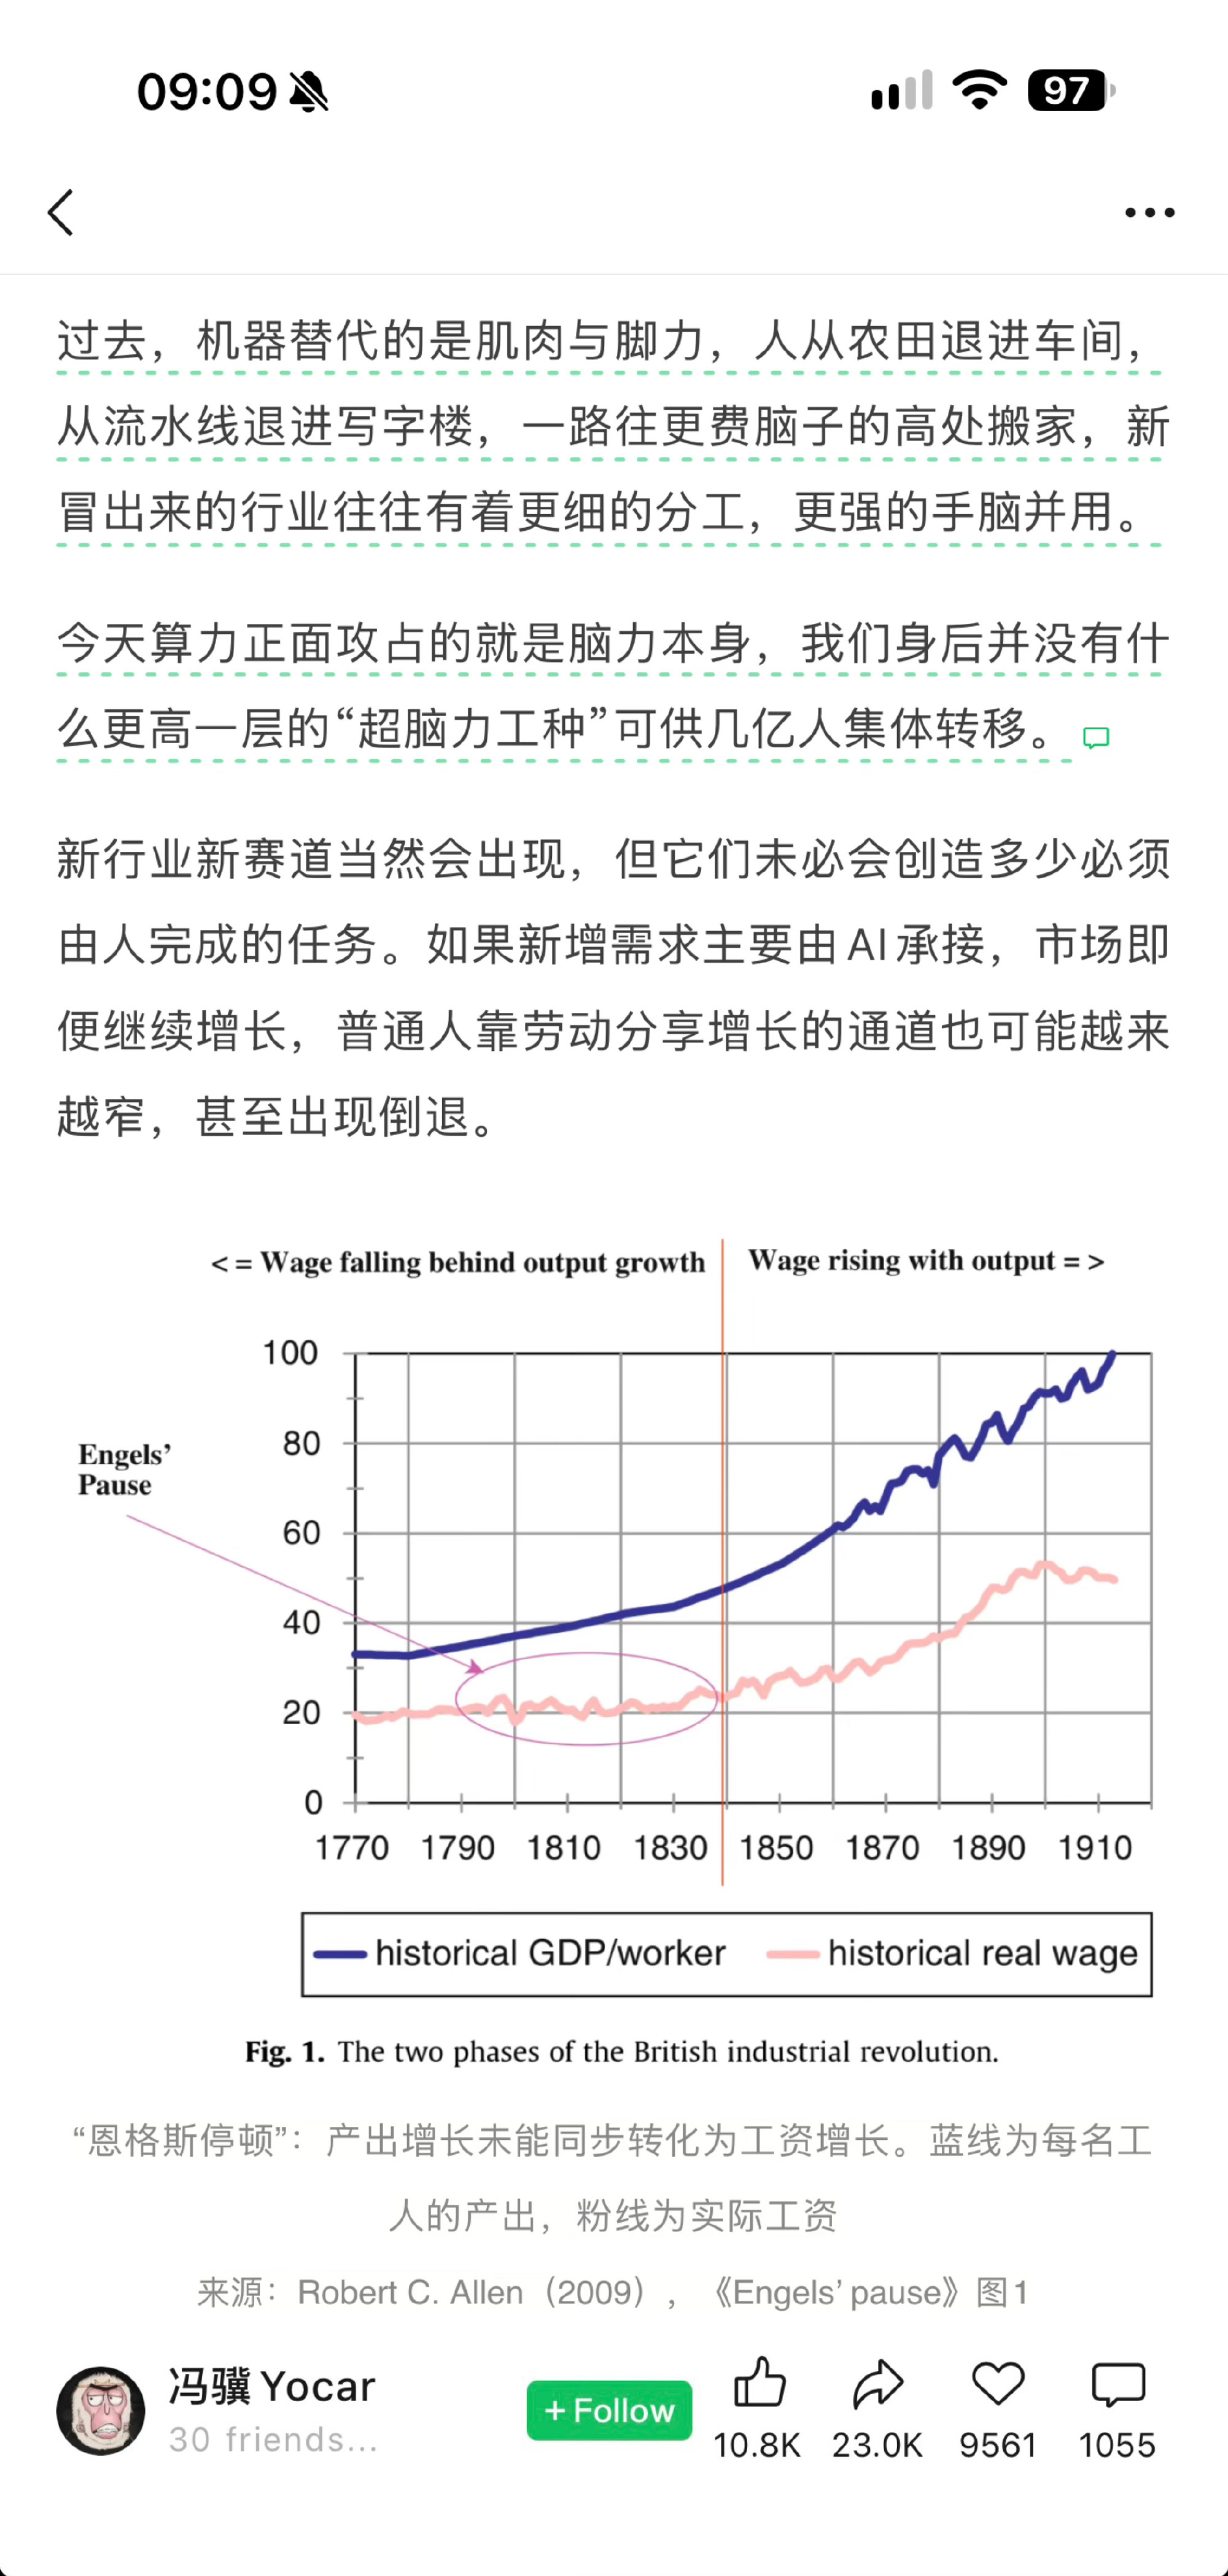 09:09
97
过去，机器替代的是肌肉与脚力，人从农田退进车间，
从流水线退进写字楼，一路往更费脑子的高处搬家，新
冒出来的行业往往有着更细的分工，更强的手脑并用。
今天算力正面攻占的就是脑力本身，我们身后并没有什
么更高一层的“超脑力工种”可供几亿人集体转移。
新行业新赛道当然会出现，但它们未必会创造多少必须
由人完成的任务。如果新增需求主要由AI承接，市场即
便继续增长，普通人靠劳动分享增长的通道也可能越来
越窄，甚至出现倒退。
< = Wage falling behind output growth
Wage rising with output = >
Engels’
Pause
100
80
60
40
20
0
1770 1790 1810 1830 1850 1870 1890 1910
historical GDP/worker historical real wage
Fig. 1. The two phases of the British industrial revolution.
“恩格斯停顿”：产出增长未能同步转化为工资增长。蓝线为每名工
人的产出，粉线为实际工资
来源：Robert C. Allen（2009），《Engels’ pause》图1
冯骥 Yocar
30 friends...
+ Follow
10.8K 23.0K 9561 1055